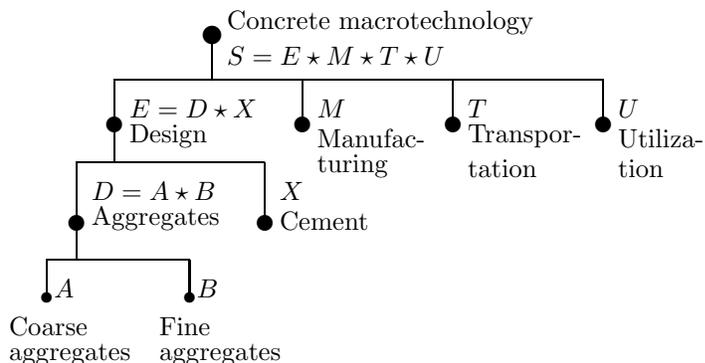 Concrete macrotechnology
S = E ⋆ M ⋆ T ⋆ U
E = D ⋆ X
Design
M
Manufac-
turing
T
Transpor-
tation
U
Utiliza-
tion
D = A ⋆ B
Aggregates
X
Cement
A
Coarse
aggregates
B
Fine
aggregates